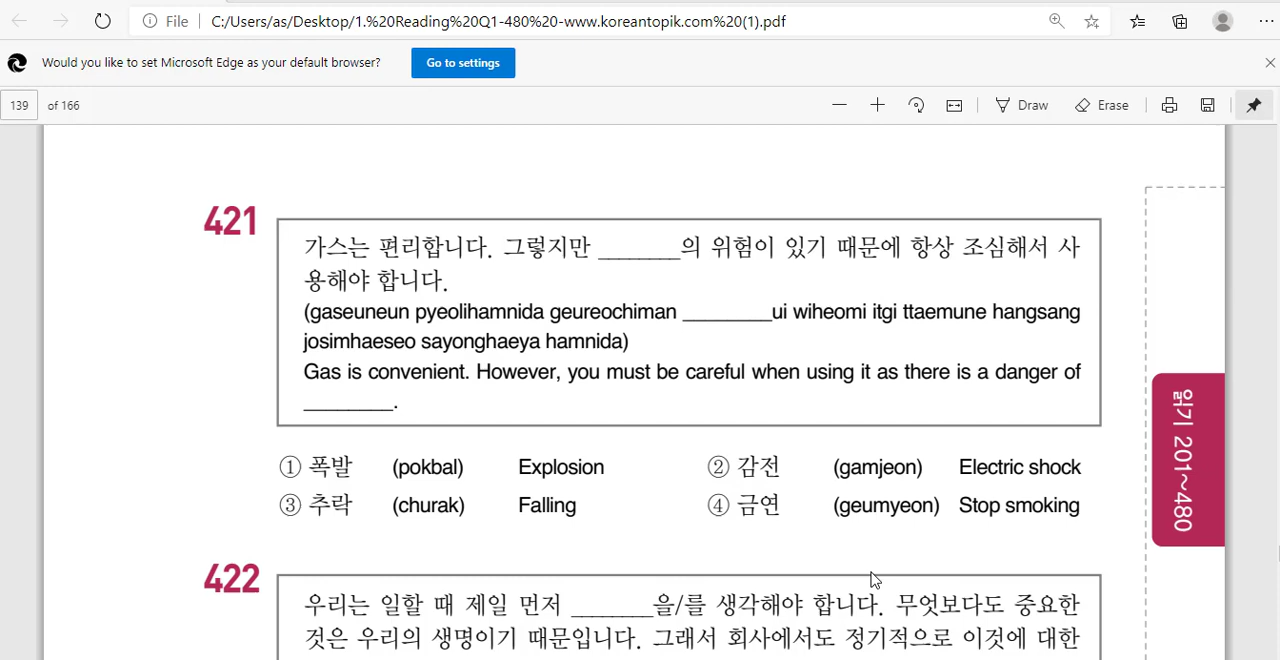 File C:/Users/as/Desktop/1.%20Reading%20Q1-480%20-www.koreantopik.com%20(1).pdf
Would you like to set Microsoft Edge as your default browser? Go to settings
139 of 166 Draw Erase
421
가스는 편리합니다. 그렇지만 ________의 위험이 있기 때문에 항상 조심해서 사
용해야 합니다.
(gaseuneun pyeolihamnida geureochiman ________ui wiheomi itgi ttaemune hangsang
josimhaeseo sayonghaeya hamnida)
Gas is convenient. However, you must be careful when using it as there is a danger of
________.
① 폭발 (pokbal) Explosion ② 감전 (gamjeon) Electric shock
③ 추락 (churak) Falling ④ 금연 (geumyeon) Stop smoking
읽기 201~480
422
우리는 일할 때 제일 먼저 ________을/를 생각해야 합니다. 무엇보다도 중요한
것은 우리의 생명이기 때문입니다. 그래서 회사에서도 정기적으로 이것에 대한